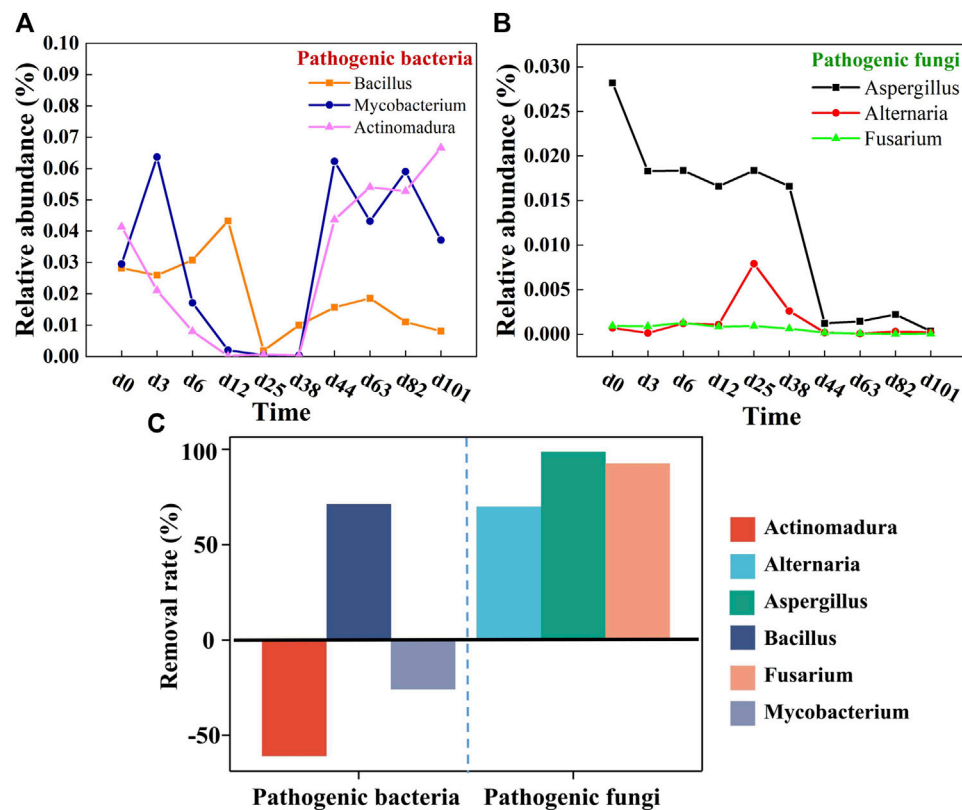 A
Relative abundance (%)
0.10
0.09
0.08
0.07
0.06
0.05
0.04
0.03
0.02
0.01
0.00
Pathogenic bacteria
Bacillus
Mycobacterium
Actinomadura
d0 d3 d6 d12 d25 d38 d44 d63 d82 d101
Time
B
Relative abundance (%)
0.030
0.025
0.020
0.015
0.010
0.005
0.000
Pathogenic fungi
Aspergillus
Alternaria
Fusarium
d0 d3 d6 d12 d25 d38 d44 d63 d82 d101
Time
C
Removal rate (%)
100
50
0
-50
Pathogenic bacteria Pathogenic fungi
Actinomadura
Alternaria
Aspergillus
Bacillus
Fusarium
Mycobacterium